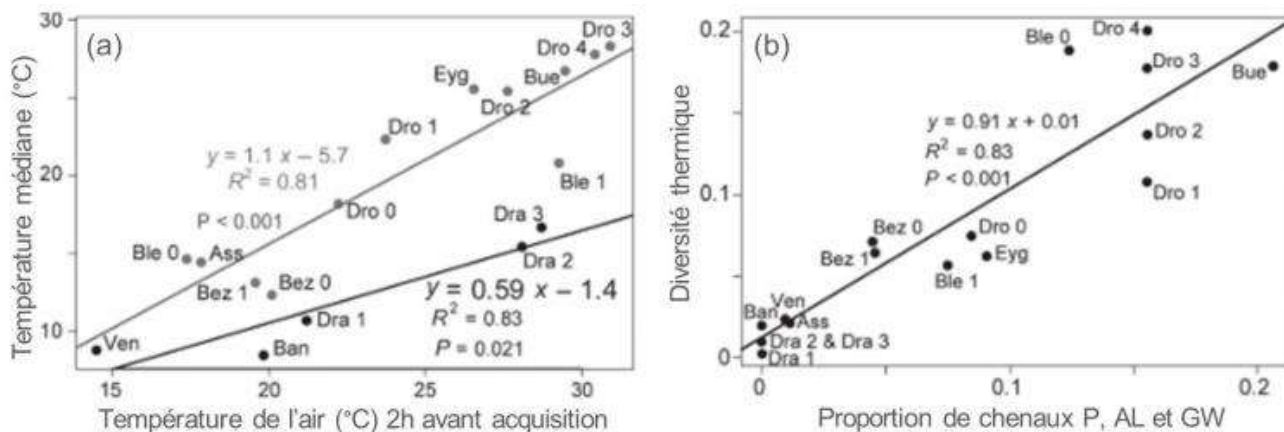 (a)
30
20
10
Température médiane (°C)
Dro 3
Dro 4
Bue
Eyg
Dro 2
Dro 1
y = 1.1 x – 5.7
R² = 0.81
P < 0.001
Ble 1
Dro 0
Dra 3
Ble 0
Ass
Dra 2
Bez 1
Bez 0
y = 0.59 x – 1.4
R² = 0.83
P = 0.021
Dra 1
Ven
Ban
15
20
25
30
Température de l'air (°C) 2h avant acquisition
(b)
0.2
0.1
0
Diversité thermique
Dro 4
Ble 0
Dro 3
Bue
y = 0.91 x + 0.01
R² = 0.83
P < 0.001
Dro 2
Dro 1
Bez 0
Dro 0
Bez 1
Eyg
Ble 1
Ven
Ban
Ass
Dra 2 & Dra 3
Dra 1
0
0.1
0.2
Proportion de chenaux P, AL et GW